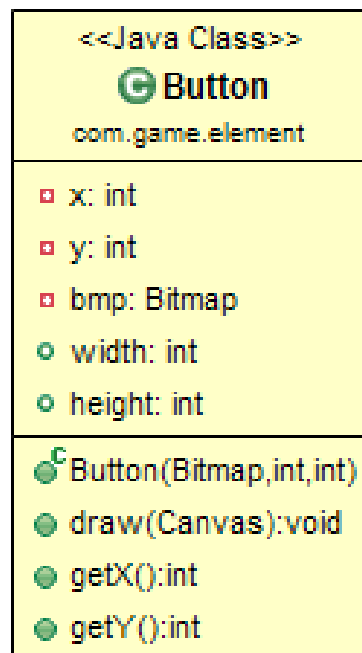 <<Java Class>>
C Button
com.game.element
x: int
y: int
bmp: Bitmap
width: int
height: int
C Button(Bitmap,int,int)
draw(Canvas):void
getX():int
getY():int